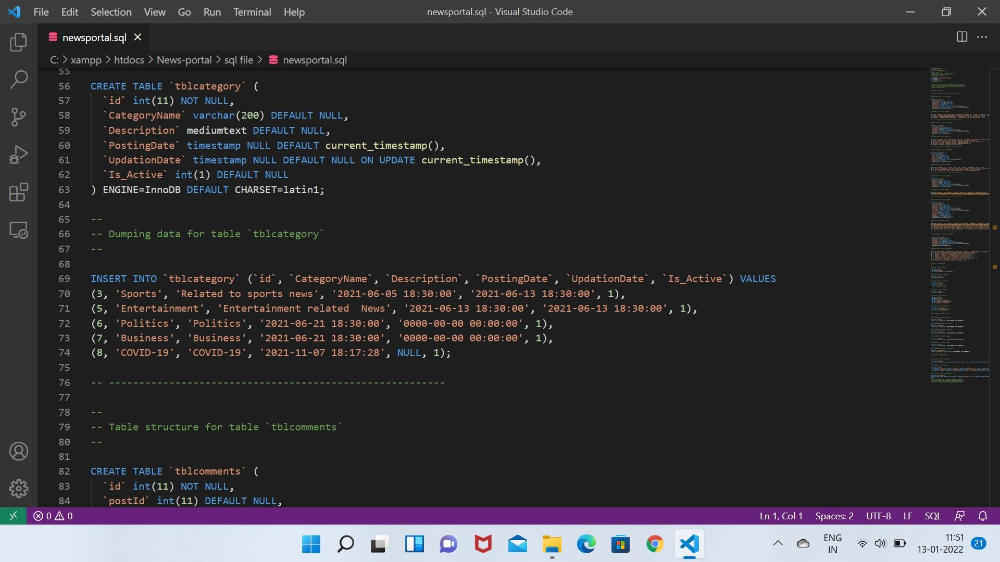 File Edit Selection View Go Run Terminal Help
newsportal.sql - Visual Studio Code
newsportal.sql
C: > xampp > htdocs > News-portal > sql file > newsportal.sql
55
56 CREATE TABLE `tblcategory` (
57   `id` int(11) NOT NULL,
58   `CategoryName` varchar(200) DEFAULT NULL,
59   `Description` mediumtext DEFAULT NULL,
60   `PostingDate` timestamp NULL DEFAULT current_timestamp(),
61   `UpdationDate` timestamp NULL DEFAULT NULL ON UPDATE current_timestamp(),
62   `Is_Active` int(1) DEFAULT NULL
63 ) ENGINE=InnoDB DEFAULT CHARSET=latin1;
64
65 --
66 -- Dumping data for table `tblcategory`
67 --
68
69 INSERT INTO `tblcategory` (`id`, `CategoryName`, `Description`, `PostingDate`, `UpdationDate`, `Is_Active`) VALUES
70 (3, 'Sports', 'Related to sports news', '2021-06-05 18:30:00', '2021-06-13 18:30:00', 1),
71 (5, 'Entertainment', 'Entertainment related  News', '2021-06-13 18:30:00', '2021-06-13 18:30:00', 1),
72 (6, 'Politics', 'Politics', '2021-06-21 18:30:00', '0000-00-00 00:00:00', 1),
73 (7, 'Business', 'Business', '2021-06-21 18:30:00', '0000-00-00 00:00:00', 1),
74 (8, 'COVID-19', 'COVID-19', '2021-11-07 18:17:28', NULL, 1);
75
76 -- --------------------------------------------------------
77
78 --
79 -- Table structure for table `tblcomments`
80 --
81
82 CREATE TABLE `tblcomments` (
83   `id` int(11) NOT NULL,
84   `postId` int(11) DEFAULT NULL,
0 0
Ln 1, Col 1 Spaces: 2 UTF-8 LF SQL
ENG
IN
11:51
13-01-2022
21